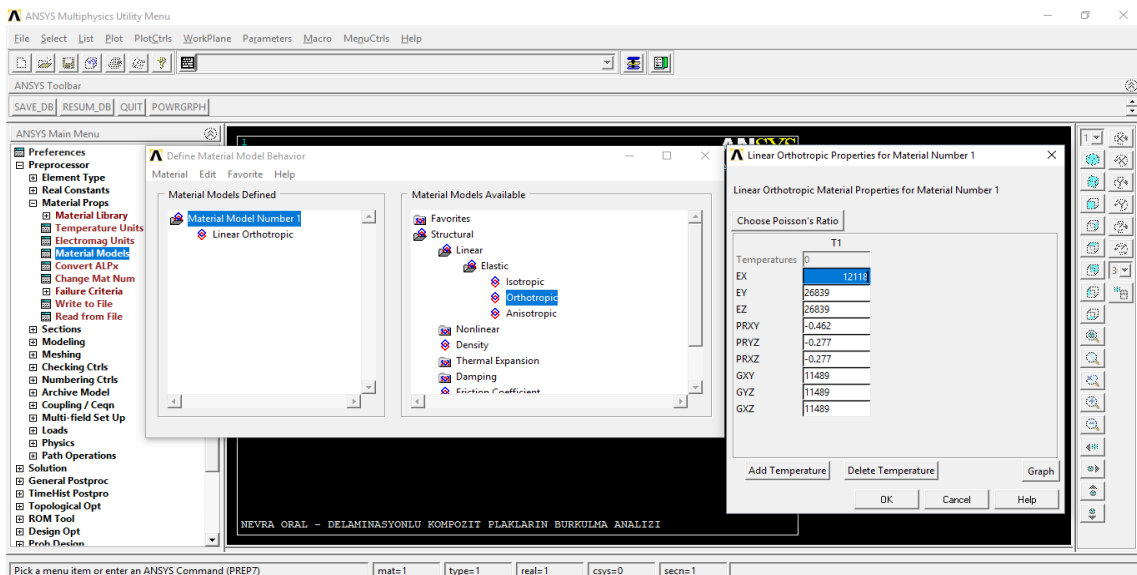 ANSYS Multiphysics Utility Menu
File Select List Plot PlotCtrls WorkPlane Parameters Macro MenuCtrls Help
ANSYS Toolbar
SAVE_DB RESUM_DB QUIT POWRGRPH
ANSYS Main Menu
Preferences
Preprocessor
Element Type
Real Constants
Material Props
Material Library
Temperature Units
Electromag Units
Material Models
Convert ALPx
Change Mat Num
Failure Criteria
Write to File
Read from File
Sections
Modeling
Meshing
Checking Ctrls
Numbering Ctrls
Archive Model
Coupling / Ceqn
Multi-field Set Up
Loads
Physics
Path Operations
Solution
General Postproc
TimeHist Postpro
Topological Opt
ROM Tool
Design Opt
Prob Design
1
ANSYS
Define Material Model Behavior
Material Edit Favorite Help
Material Models Defined
Material Model Number 1
Linear Orthotropic
Material Models Available
Favorites
Structural
Linear
Elastic
Isotropic
Orthotropic
Anisotropic
Nonlinear
Density
Thermal Expansion
Damping
Friction Coefficient
Linear Orthotropic Properties for Material Number 1
Linear Orthotropic Material Properties for Material Number 1
Choose Poisson's Ratio
T1
Temperatures 0
EX 12118
EY 26839
EZ 26839
PRXY -0.462
PRYZ -0.277
PRXZ -0.277
GXY 11489
GYZ 11489
GXZ 11489
Add Temperature Delete Temperature Graph
OK Cancel Help
NEVRA ORAL - DELAMINASYONLU KOMPOZIT PLAKLARIN BURKULMA ANALIZI
1
3
Pick a menu item or enter an ANSYS Command (PREP7) mat=1 type=1 real=1 csys=0 secn=1